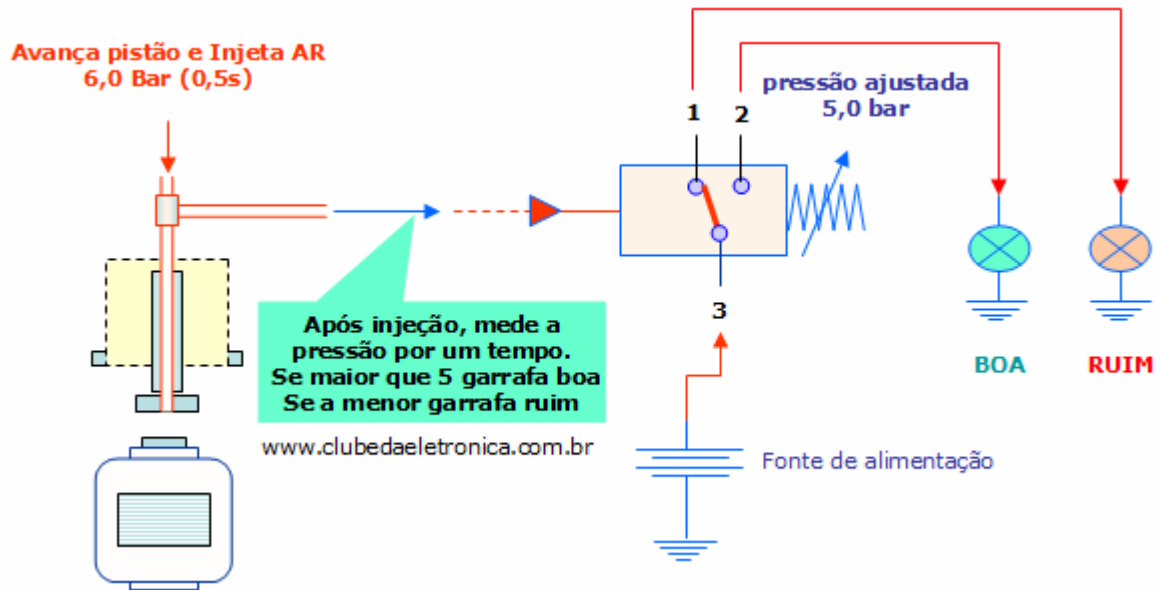 Avança pistão e Injeta AR
6,0 Bar (0,5s)
pressão ajustada
5,0 bar
1
2
3
Após injeção, mede a
pressão por um tempo.
Se maior que 5 garrafa boa
Se a menor garrafa ruim
www.clubedaeletronica.com.br
BOA
RUIM
Fonte de alimentação